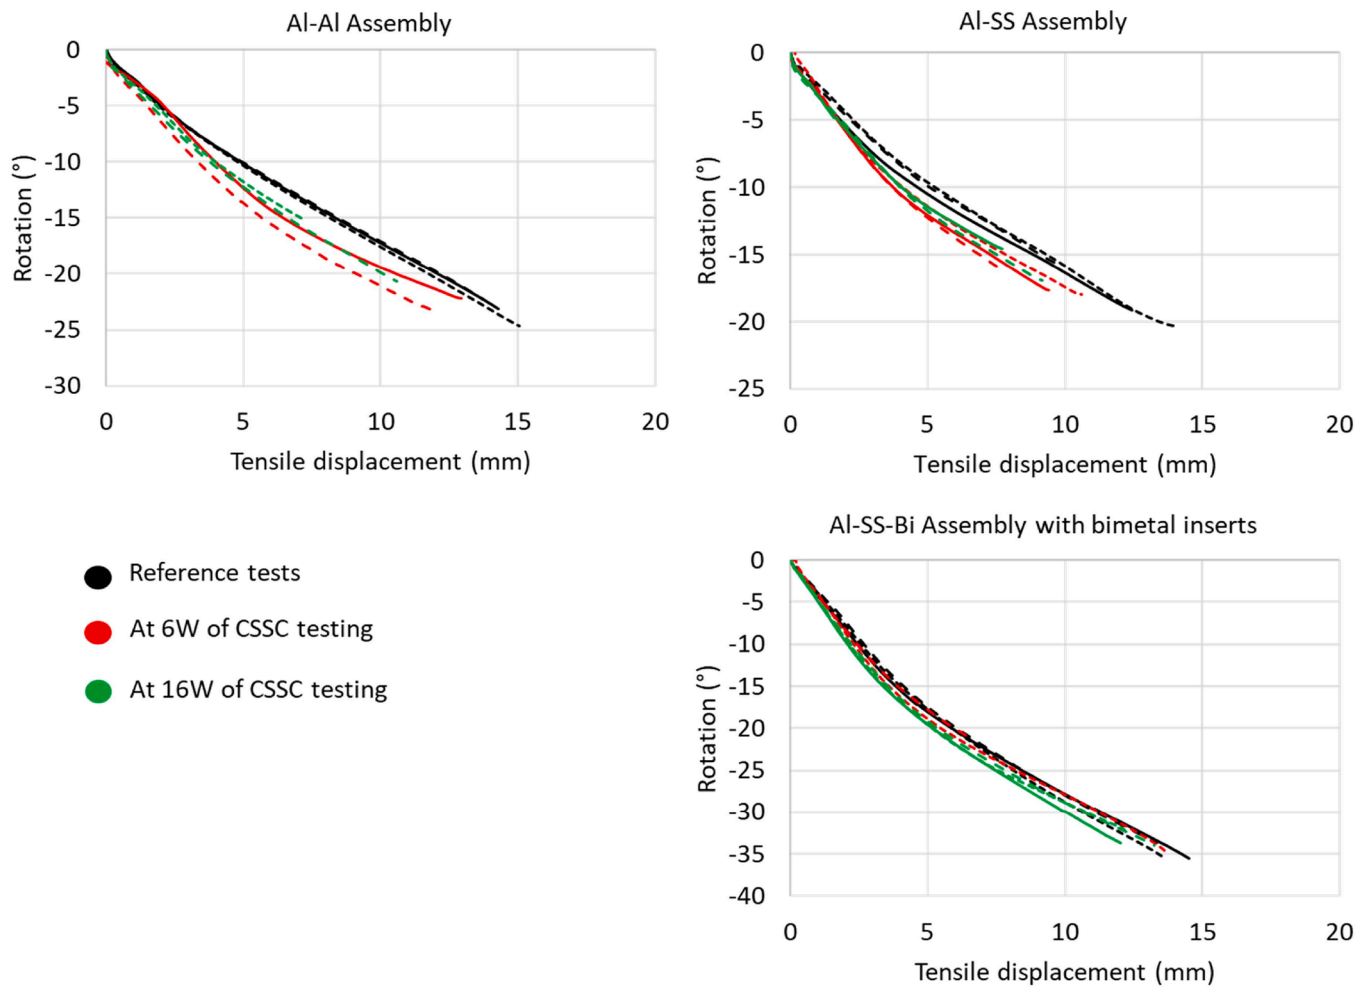 Al-Al Assembly
0
-5
-10
-15
-20
-25
-30
Rotation (°)
0 5 10 15 20
Tensile displacement (mm)
Al-SS Assembly
0
-5
-10
-15
-20
-25
Rotation (°)
0 5 10 15 20
Tensile displacement (mm)
Reference tests
At 6W of CSSC testing
At 16W of CSSC testing
Al-SS-Bi Assembly with bimetal inserts
0
-5
-10
-15
-20
-25
-30
-35
-40
Rotation (°)
0 5 10 15 20
Tensile displacement (mm)